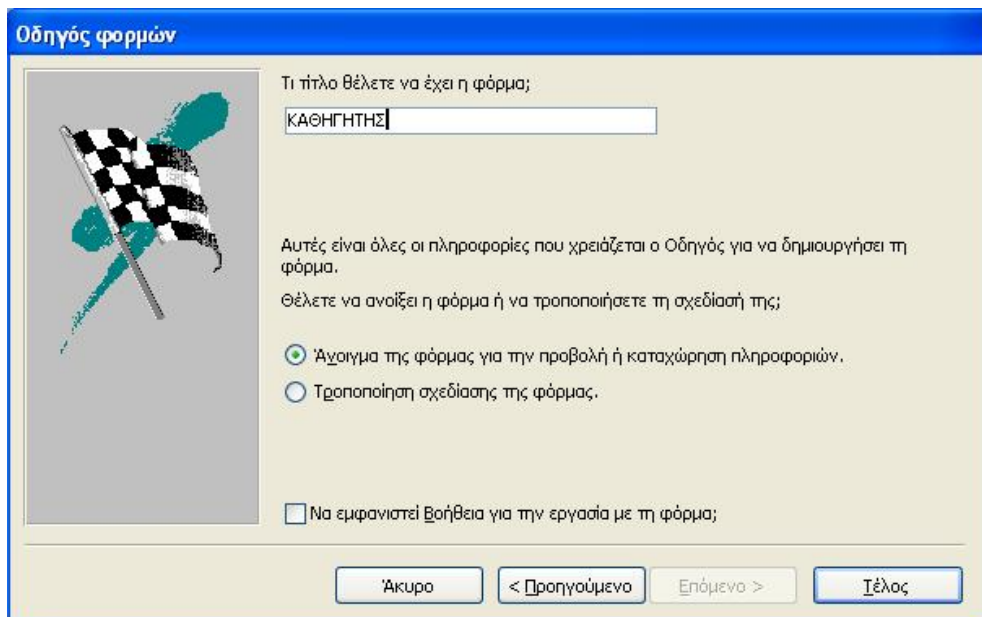 Οδηγός φορμών
Τι τίτλο θέλετε να έχει η φόρμα;
ΚΑΘΗΓΗΤΗΣ
Αυτές είναι όλες οι πληροφορίες που χρειάζεται ο Οδηγός για να δημιουργήσει τη
φόρμα.
Θέλετε να ανοίξει η φόρμα ή να τροποποιήσετε τη σχεδίασή της;
Άνοιγμα της φόρμας για την προβολή ή καταχώρηση πληροφοριών.
Τροποποίηση σχεδίασης της φόρμας.
Να εμφανιστεί Βοήθεια για την εργασία με τη φόρμα;
Άκυρο < Προηγούμενο Επόμενο > Τέλος